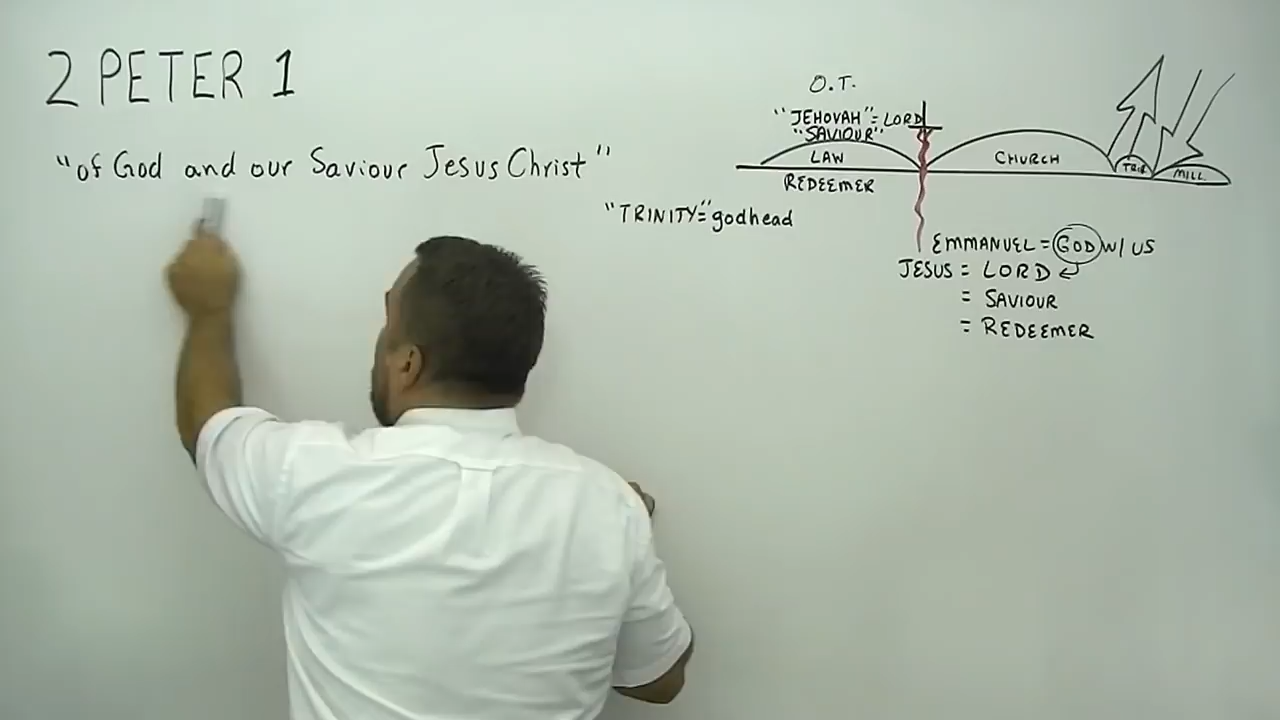 2 PETER 1
"of God and our Saviour Jesus Christ"
"TRINITY=" godhead
O.T.
"JEHOVAH" = LORD
"SAVIOUR"
LAW
CHURCH
TRIB
MILL.
REDEEMER
EMMANUEL = GOD W/ US
JESUS = LORD
= SAVIOUR
= REDEEMER